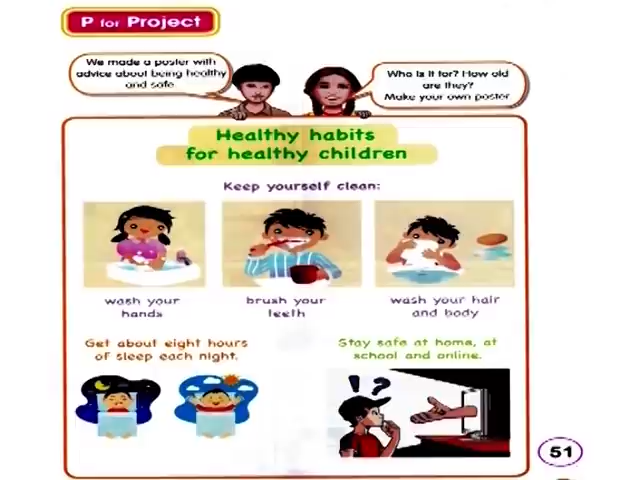 P for Project
We made a poster with
advice about being healthy
and safe.
Who is it for? How old
are they?
Make your own poster
Healthy habits
for healthy children
Keep yourself clean:
wash your
hands
brush your
teeth
wash your hair
and body
Get about eight hours
of sleep each night.
Stay safe at home, at
school and online.
! ?
51